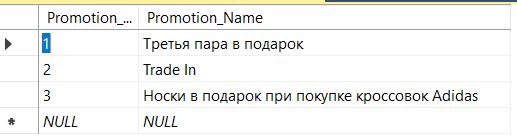 Promotion_... Promotion_Name
1 Третья пара в подарок
2 Trade In
3 Носки в подарок при покупке кроссовок Adidas
NULL NULL